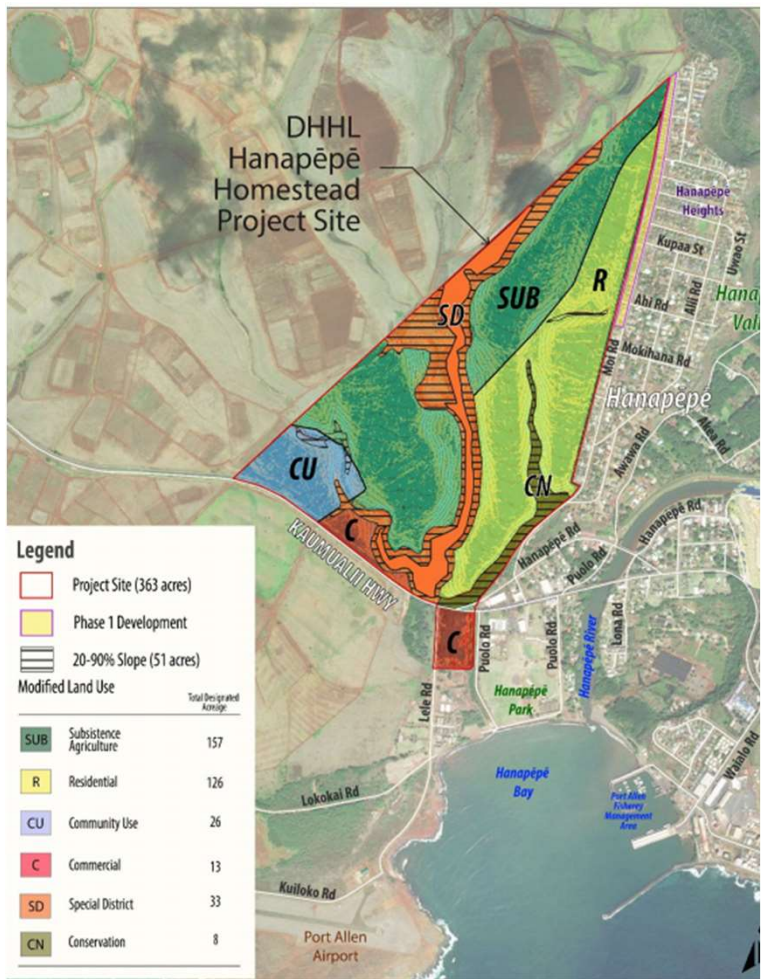 DHHL
Hanapēpē
Homestead
Project Site
Hanapēpē
Heights
Kupaa St
Uwao St
Alii Rd
Ahi Rd
Hana
Vall
Moi Rd
Mokihana Rd
Hanapēpē
Awawa Rd
SD
SUB
R
CU
C
CN
KAUMUALII HWY
Hanapēpē Rd
Hanapēpē Rd
Puolo Rd
C
Puolo Rd
Puolo Rd
Hanapēpē River
Lona Rd
Lele Rd
Hanapēpē
Park
Hanapēpē
Bay
Port Allen
Management
Area
Waialo Rd
Lokokai Rd
Kuiloko Rd
Port Allen
Airport
Legend
Project Site (363 acres)
Phase 1 Development
20-90% Slope (51 acres)
Modified Land Use
Total Designated
Acreage
SUB Subsistence Agriculture 157
R Residential 126
CU Community Use 26
C Commercial 13
SD Special District 33
CN Conservation 8